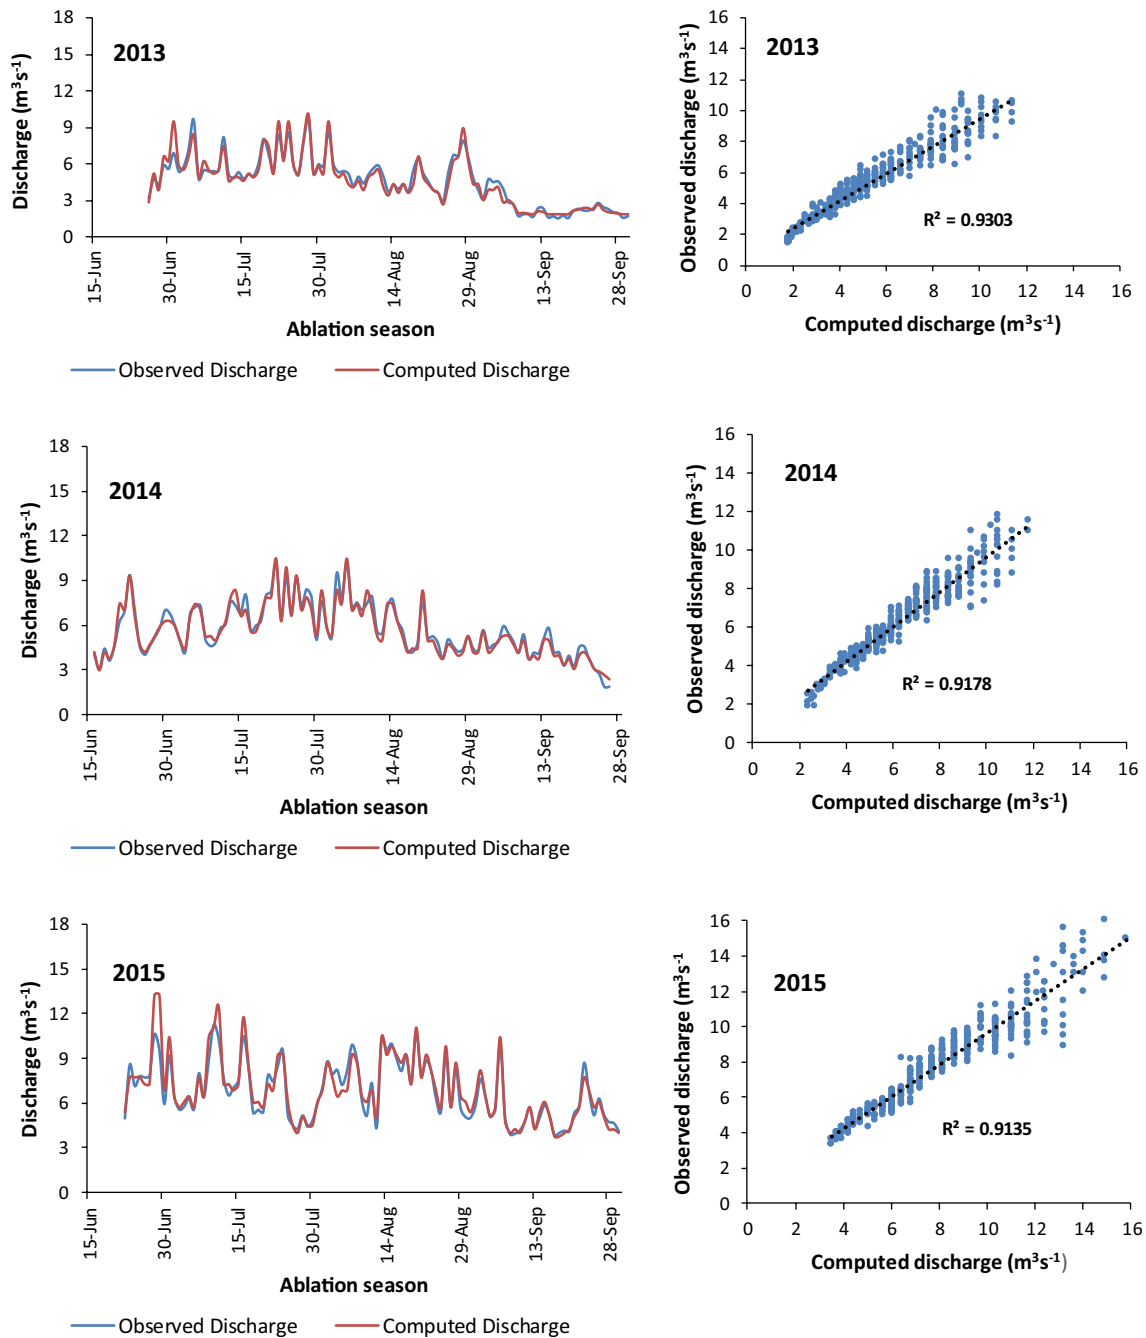 2013
Discharge (m³s⁻¹)
18
15
12
9
6
3
0
15-Jun
30-Jun
15-Jul
30-Jul
14-Aug
29-Aug
13-Sep
28-Sep
Ablation season
Observed Discharge
Computed Discharge
2013
Observed discharge (m³s⁻¹)
16
14
12
10
8
6
4
2
0
R² = 0.9303
0
2
4
6
8
10
12
14
16
Computed discharge (m³s⁻¹)
2014
Discharge (m³s⁻¹)
18
15
12
9
6
3
0
15-Jun
30-Jun
15-Jul
30-Jul
14-Aug
29-Aug
13-Sep
28-Sep
Ablation season
Observed Discharge
Computed Discharge
2014
Observed discharge (m³s⁻¹)
16
14
12
10
8
6
4
2
0
R² = 0.9178
0
2
4
6
8
10
12
14
16
Computed discharge (m³s⁻¹)
2015
Discharge (m³s⁻¹)
18
15
12
9
6
3
0
15-Jun
30-Jun
15-Jul
30-Jul
14-Aug
29-Aug
13-Sep
28-Sep
Ablation season
Observed Discharge
Computed Discharge
2015
Observed discharge (m³s⁻¹
16
14
12
10
8
6
4
2
0
R² = 0.9135
0
2
4
6
8
10
12
14
16
Computed discharge (m³s⁻¹)